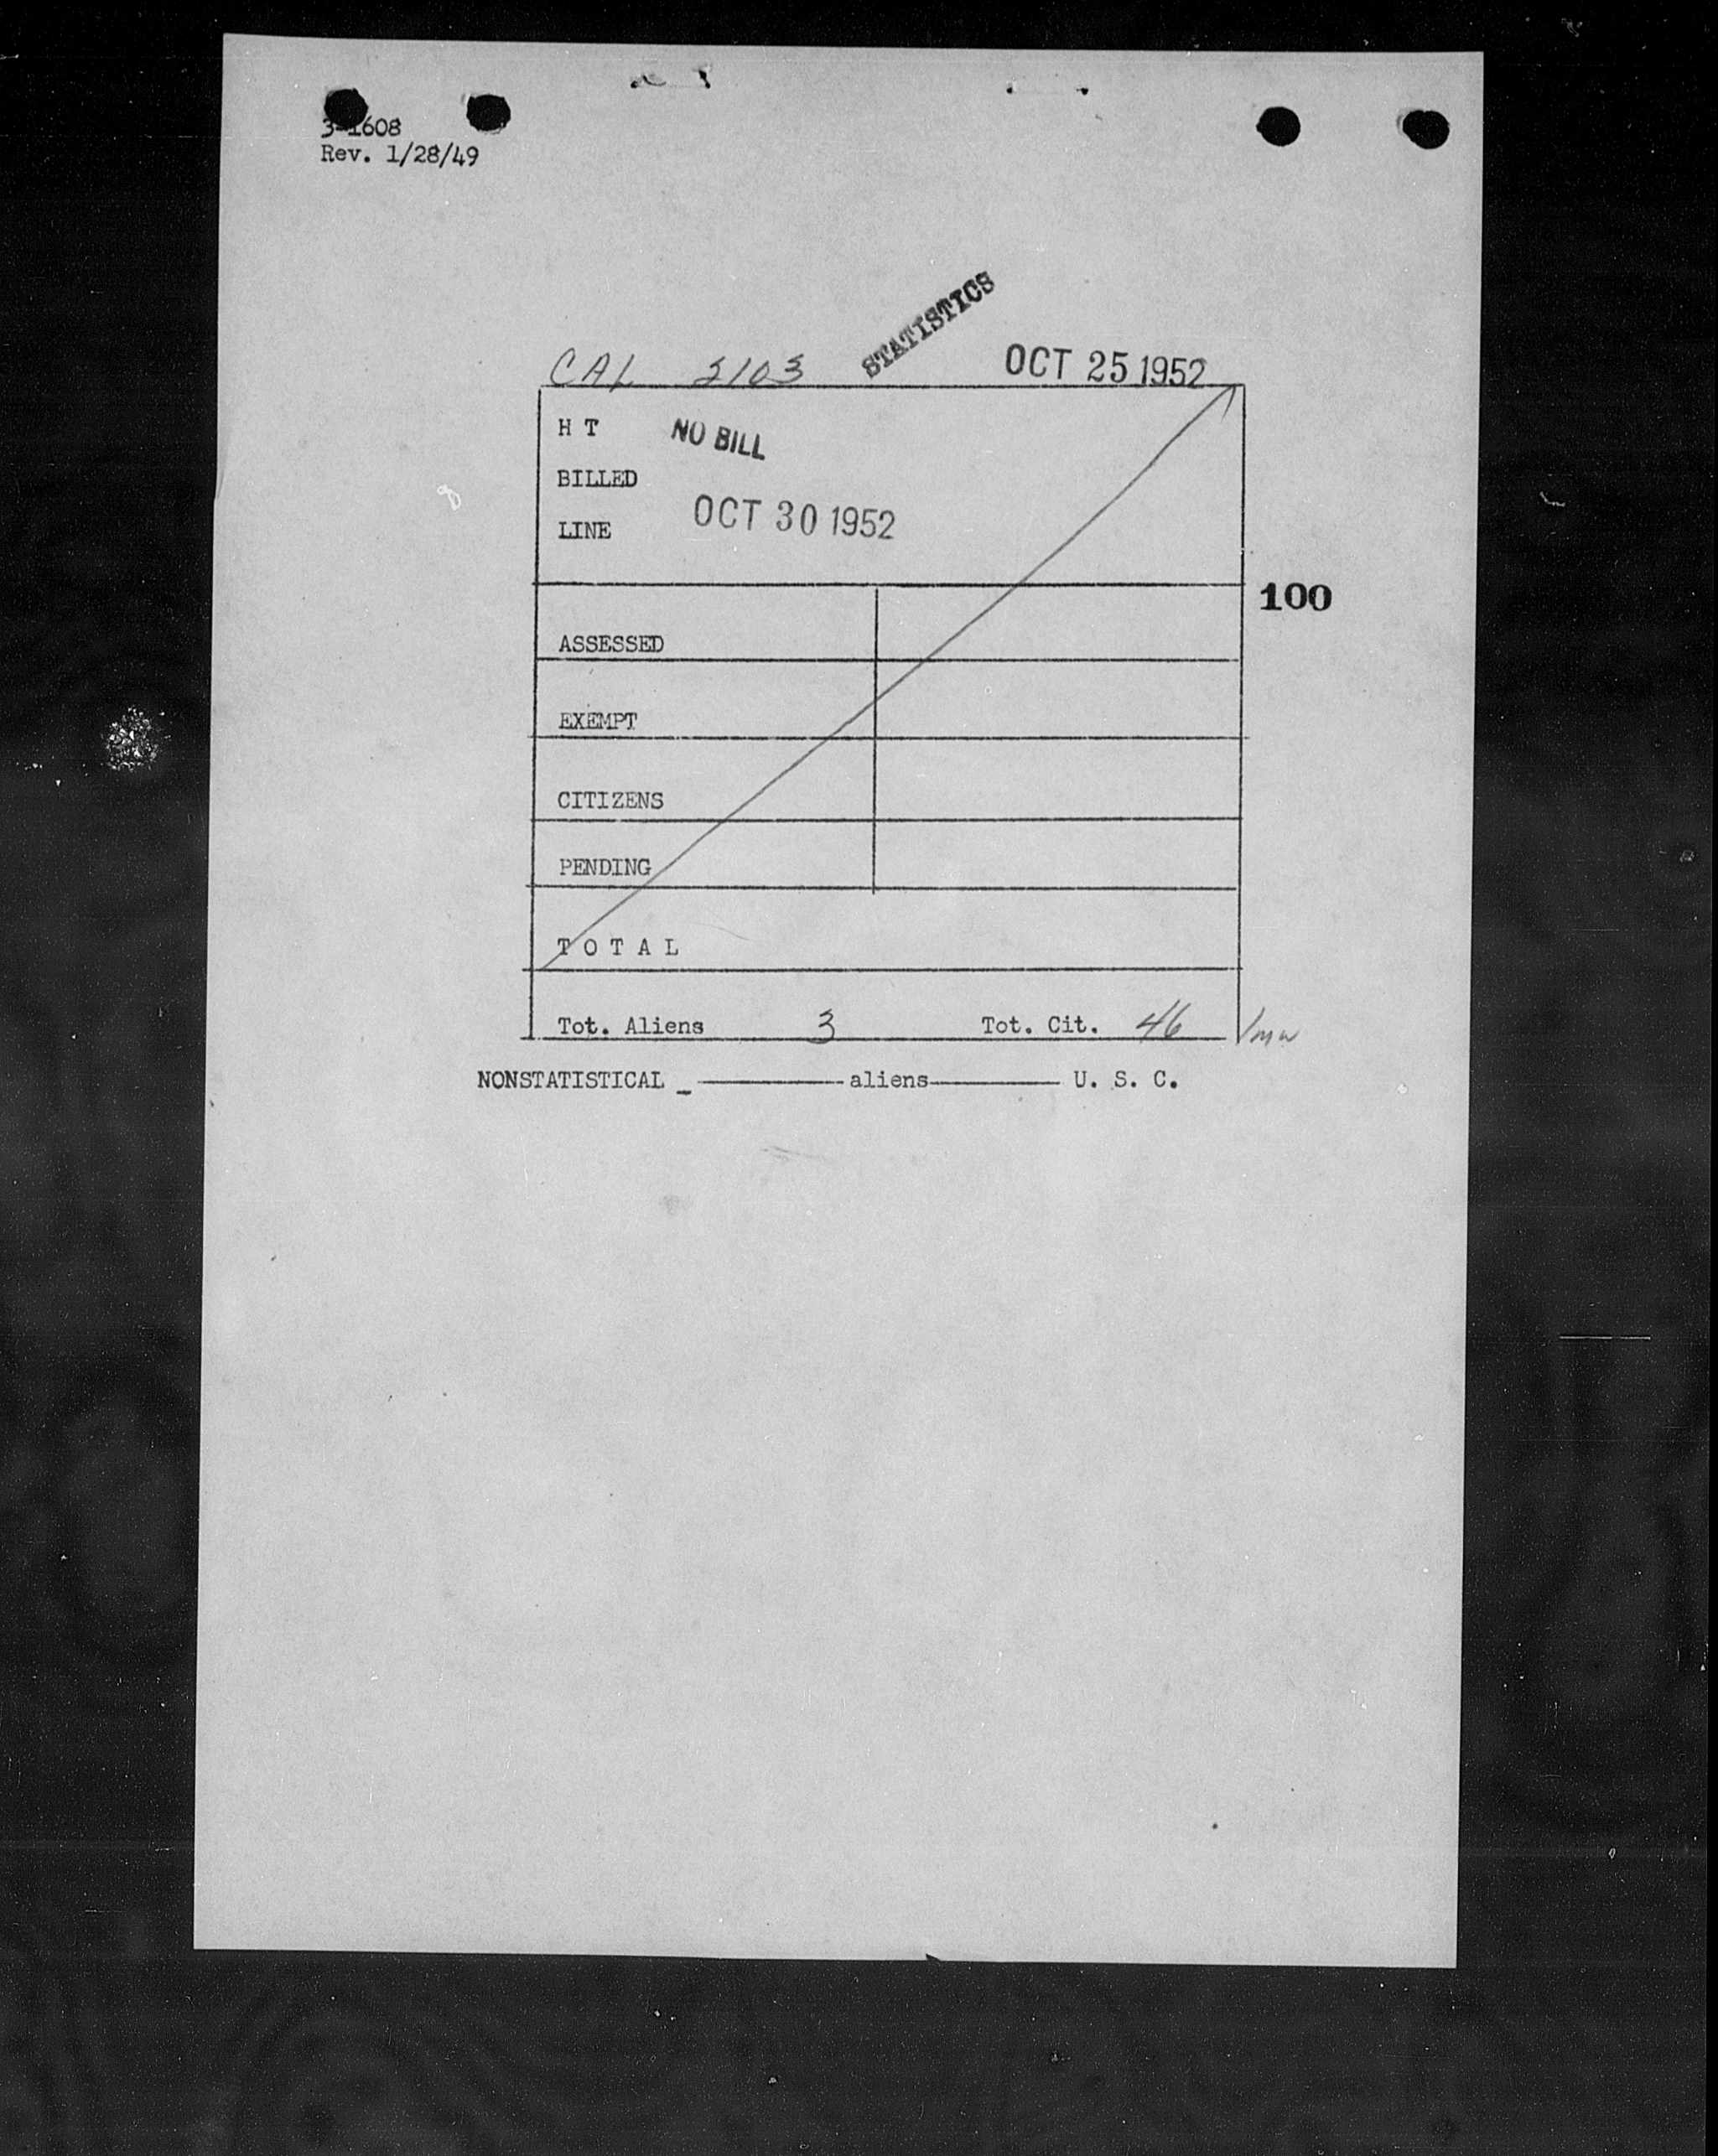 3-1608
Rev. 1/28/49
STATISTICS
CAL 2103 OCT 25 1952
H T NO BILL
BILLED
LINE OCT 30 1952
100
ASSESSED
EXEMPT
CITIZENS
PENDING
T O T A L
Tot. Aliens 3 Tot. Cit. 46
NONSTATISTICAL _ aliens U. S. C.